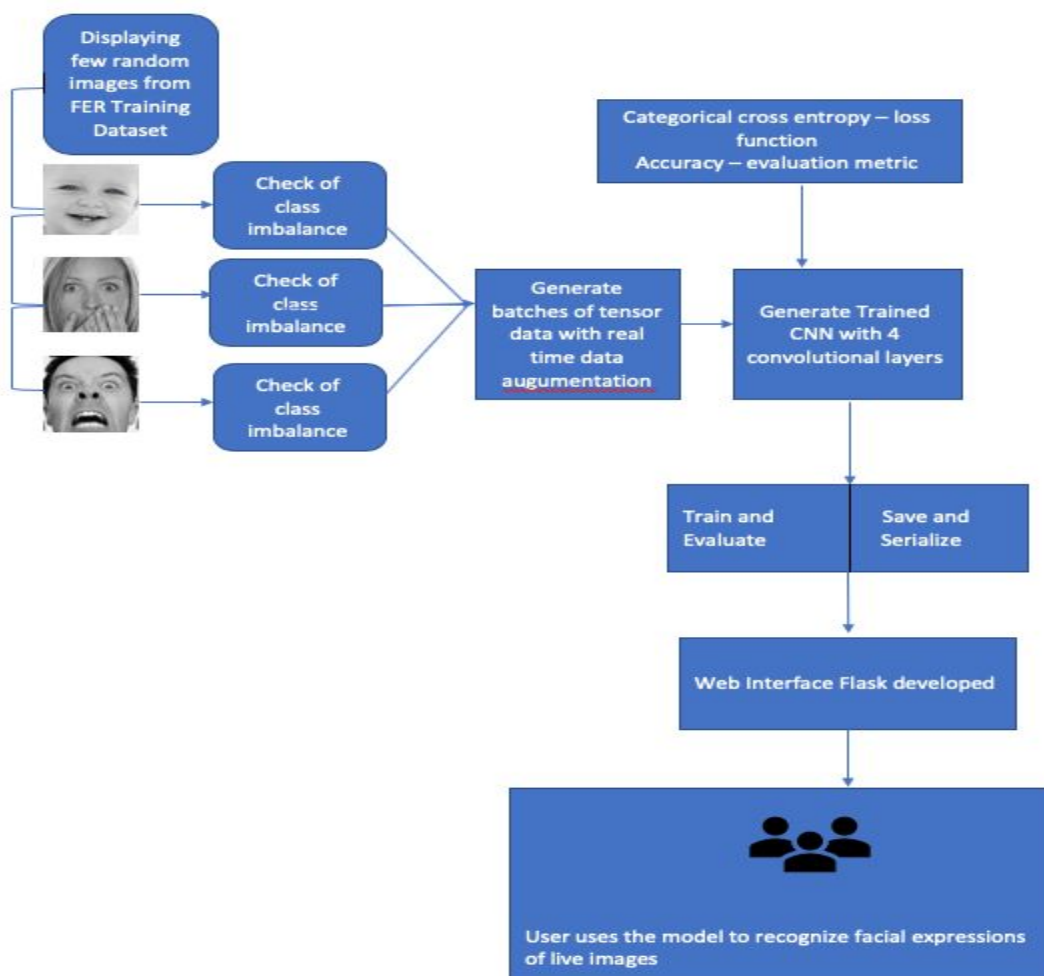 Displaying
few random
images from
FER Training
Dataset
Categorical cross entropy – loss
function
Accuracy – evaluation metric
Check of
class
imbalance
Check of
class
imbalance
Check of
class
imbalance
Generate
batches of tensor
data with real
time data
augumentation
Generate Trained
CNN with 4
convolutional layers
Train and
Evaluate
Save and
Serialize
Web Interface Flask developed
User uses the model to recognize facial expressions
of live images